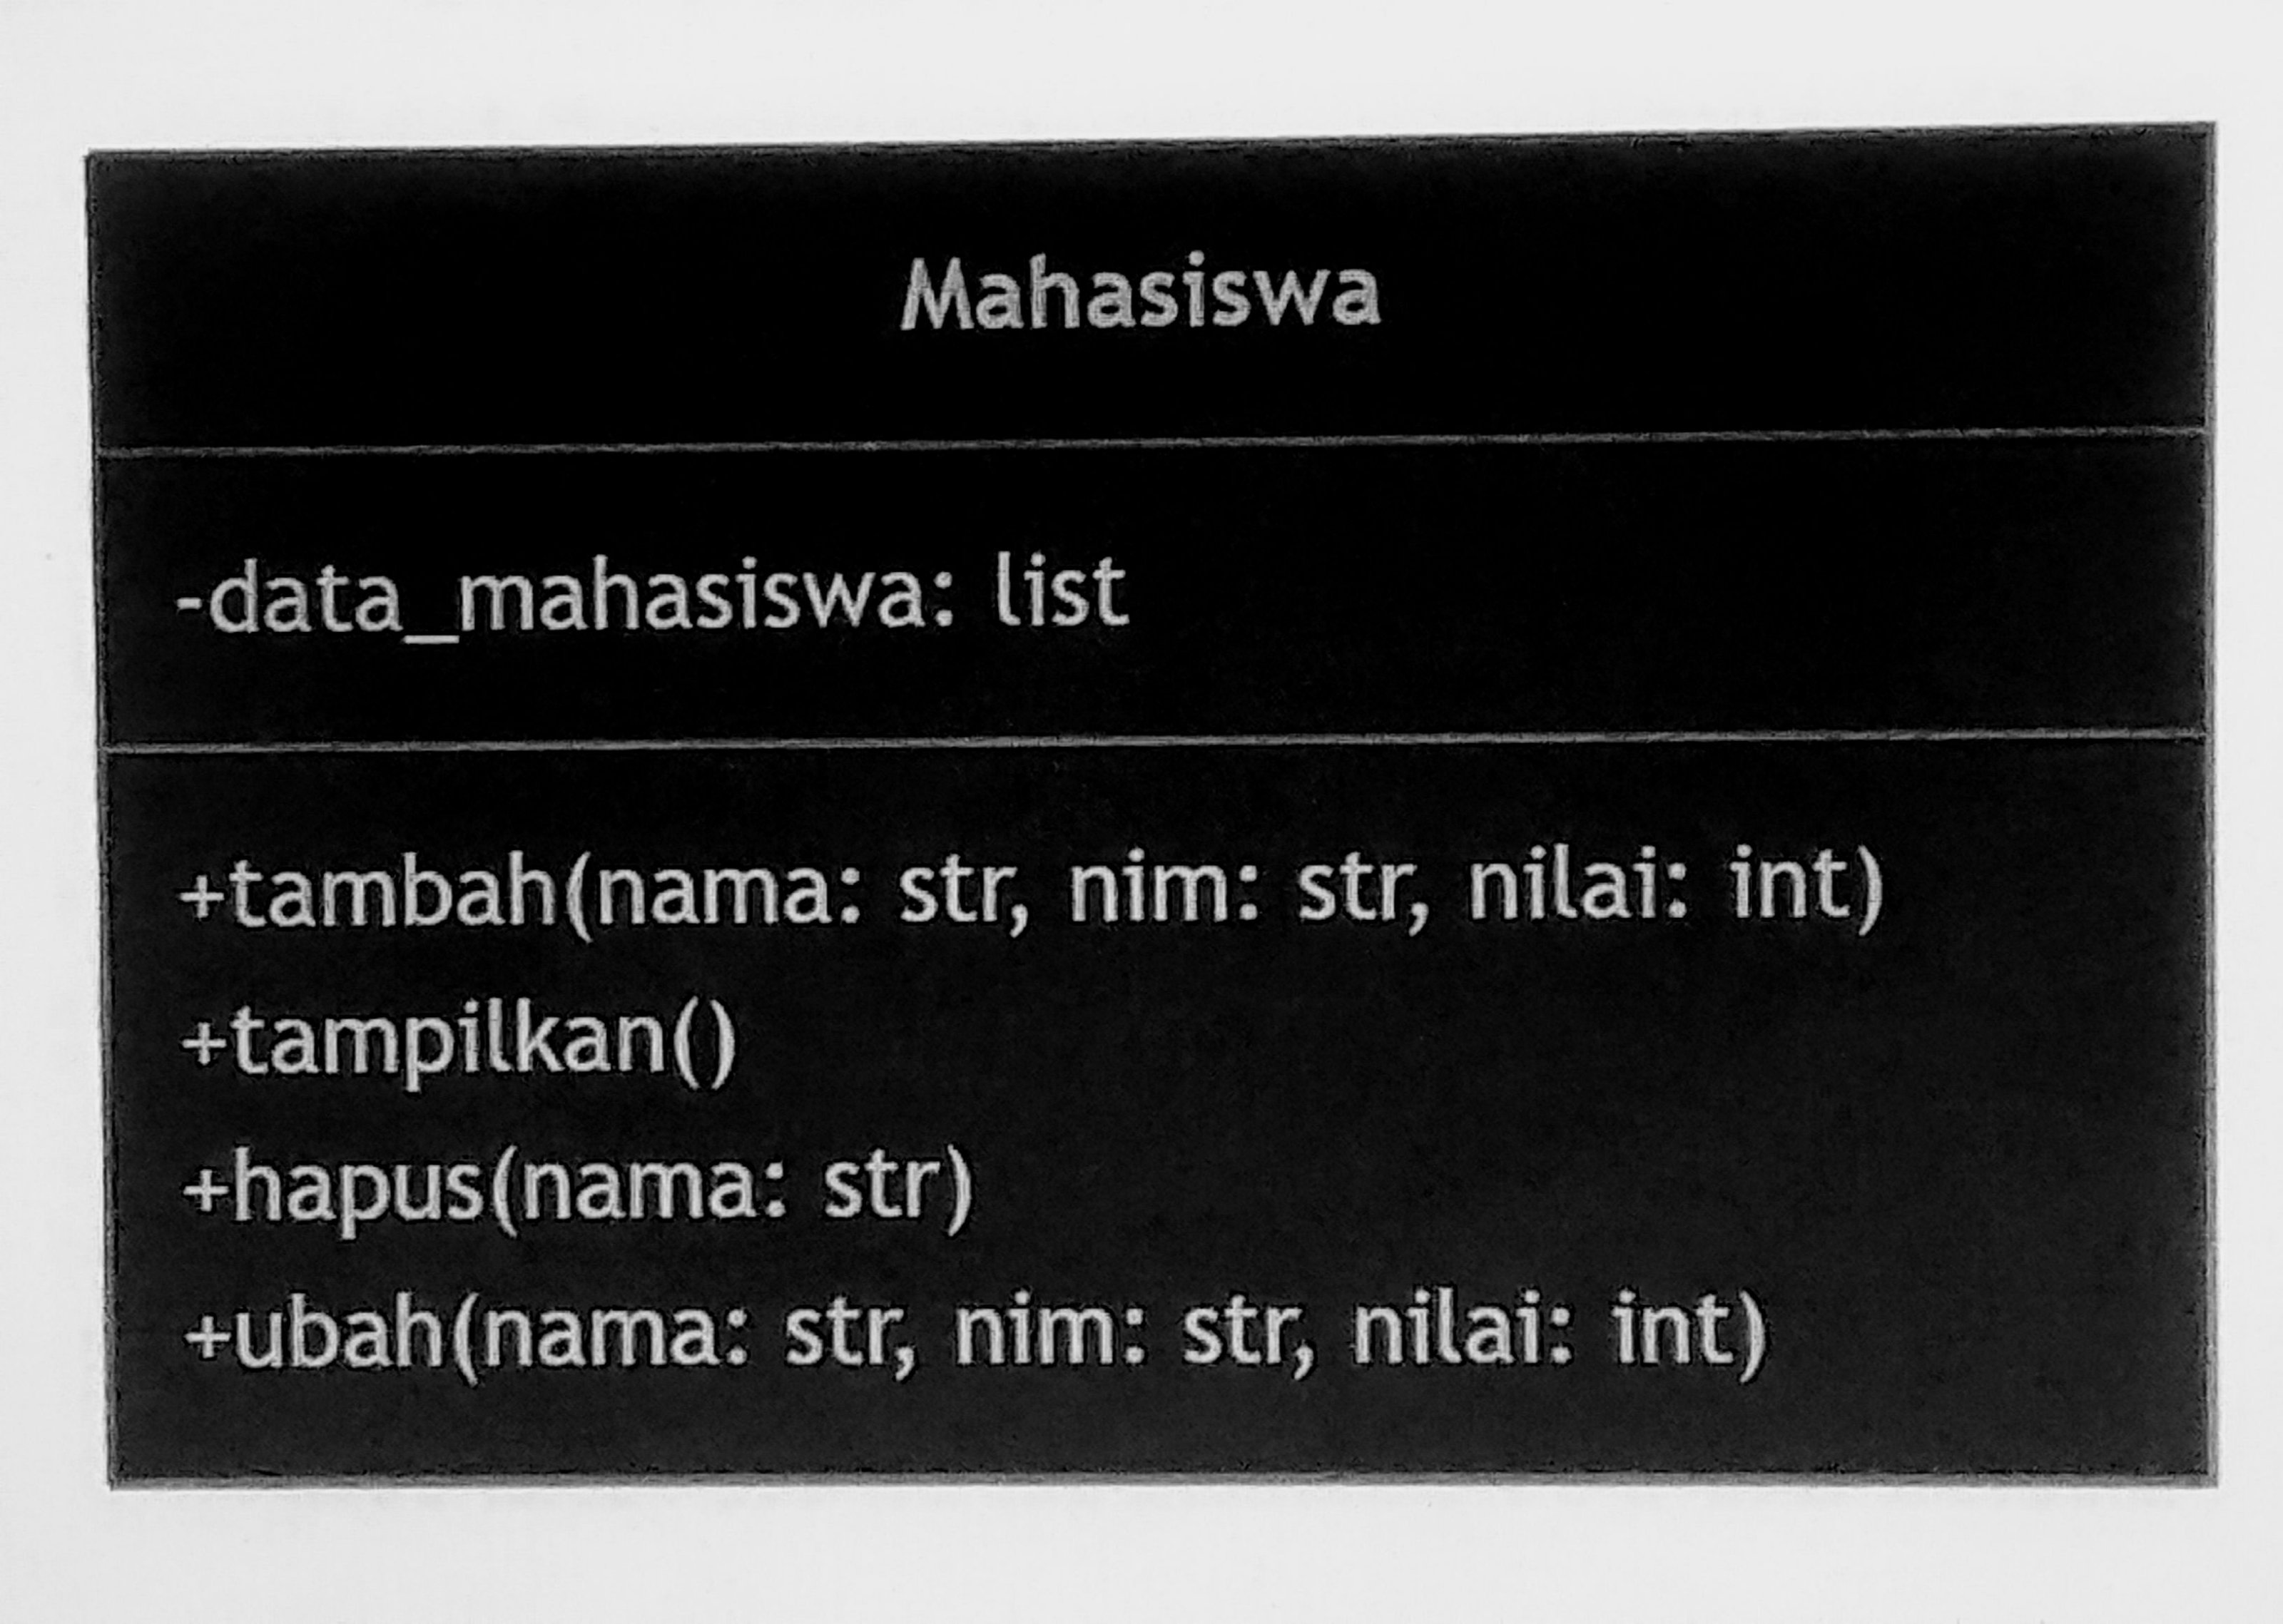 Mahasiswa
-data_mahasiswa: list
+tambah(nama: str, nim: str, nilai: int)
+tampilkan()
+hapus(nama: str)
+ubah(nama: str, nim: str, nilai: int)